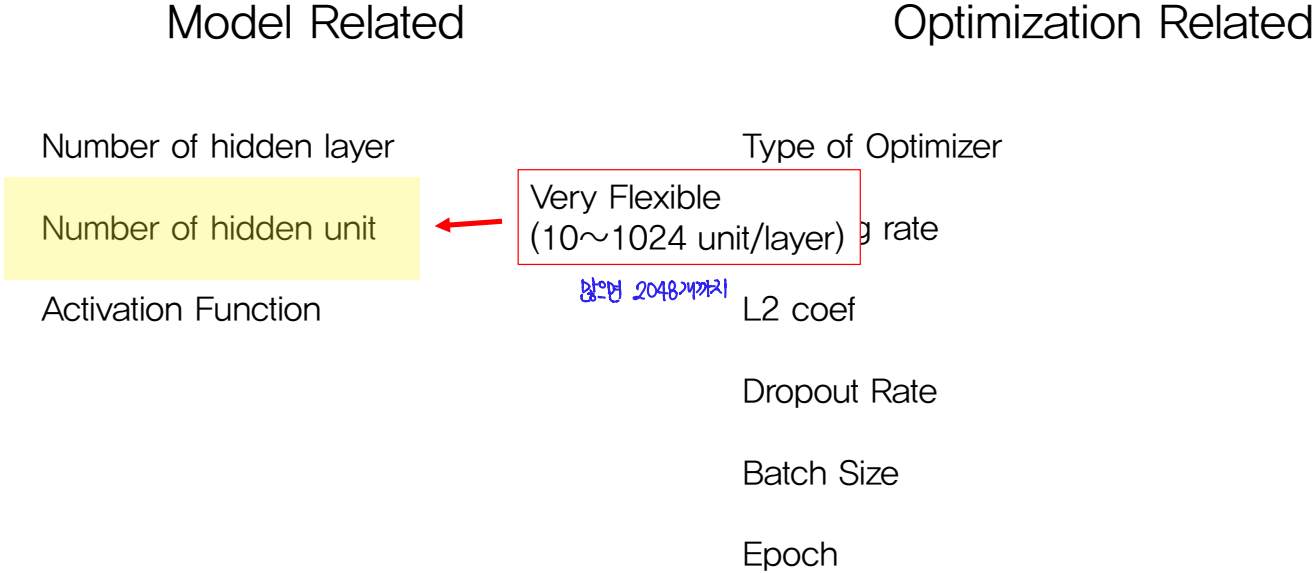 Model Related
Optimization Related
Number of hidden layer
Number of hidden unit
Activation Function
Very Flexible
(10~1024 unit/layer)
많으면 2048개까지
Type of Optimizer
g rate
L2 coef
Dropout Rate
Batch Size
Epoch